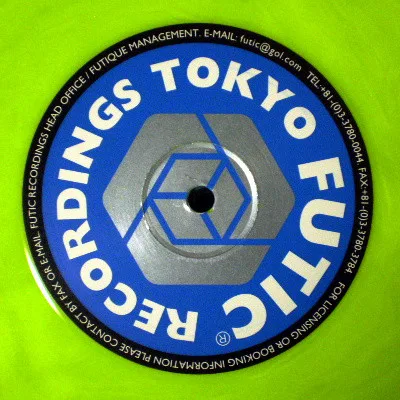 FUTIC RECORDINGS TOKYO
®
FUTIC RECORDINGS HEAD OFFICE / FUTIQUE MANAGEMENT. E-MAIL: futic@gol.com TEL:+81-(0)3-3780-0044. FAX:+81-(0)3-3780-3784 FOR LICENSING OR BOOKING INFORMATION PLEASE CONTACT BY FAX OR E-MAIL.